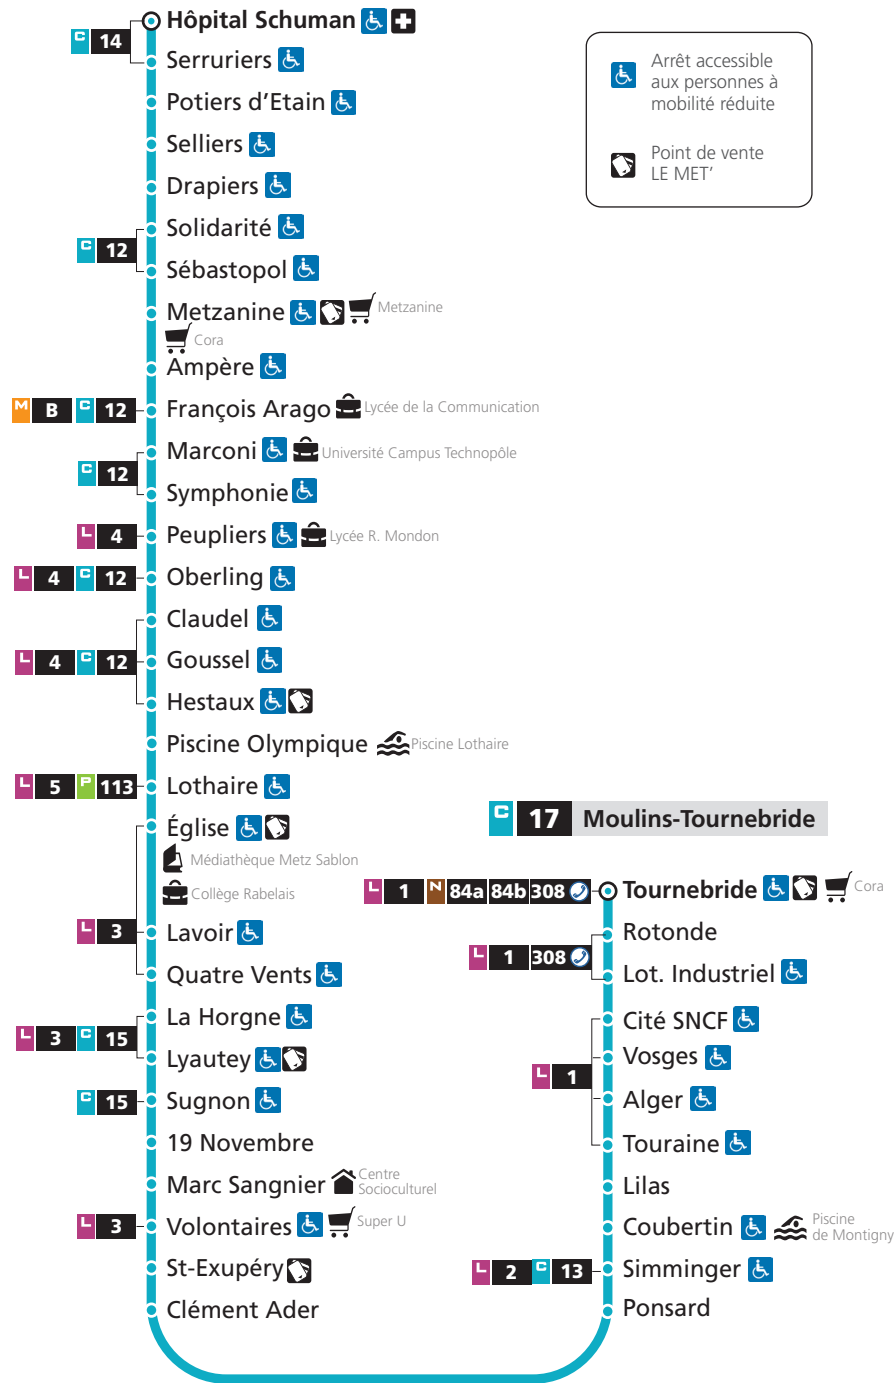 C 14
Hôpital Schuman
Serruriers
Potiers d'Etain
Selliers
Drapiers
Solidarité
C 12
Sébastopol
Metzanine Metzanine
Cora
Ampère
M B C 12 François Arago Lycée de la Communication
Marconi Université Campus Technopôle
C 12
Symphonie
L 4 Peupliers Lycée R. Mondon
L 4 C 12 Oberling
Claudel
L 4 C 12 Goussel
Hestaux
Piscine Olympique Piscine Lothaire
L 5 P 113 Lothaire
Église
Médiathèque Metz Sablon
Collège Rabelais
L 3 Lavoir
Quatre Vents
La Horgne
L 3 C 15
Lyautey
C 15 Sugnon
19 Novembre
Marc Sangnier Centre
Socioculturel
L 3 Volontaires Super U
St-Exupéry
Clément Ader
Arrêt accessible
aux personnes à
mobilité réduite
Point de vente
LE MET'
C 17 Moulins-Tournebride
L 1 N 84a 84b 308 Tournebride Cora
Rotonde
L 1 308
Lot. Industriel
Cité SNCF
Vosges
L 1
Alger
Touraine
Lilas
Coubertin Piscine
de Montigny
L 2 C 13 Simminger
Ponsard